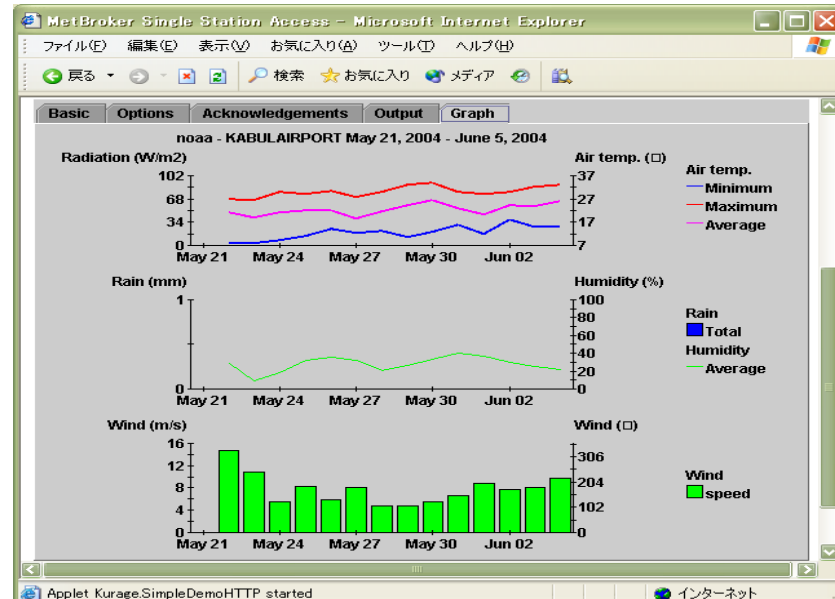 MetBroker Single Station Access - Microsoft Internet Explorer
ファイル(F) 編集(E) 表示(V) お気に入り(A) ツール(T) ヘルプ(H)
戻る 検索 お気に入り メディア
Basic Options Acknowledgements Output Graph
noaa - KABULAIRPORT May 21, 2004 - June 5, 2004
Radiation (W/m2) Air temp. (□)
102
68
34
0
37
27
17
7
May 21 May 24 May 27 May 30 Jun 02
Air temp.
Minimum
Maximum
Average
Rain (mm) Humidity (%)
1
0
100
80
60
40
20
0
May 21 May 24 May 27 May 30 Jun 02
Rain
Total
Humidity
Average
Wind (m/s) Wind (□)
16
12
8
4
0
306
204
102
0
May 21 May 24 May 27 May 30 Jun 02
Wind
speed
Applet Kurage.SimpleDemoHTTP started インターネット